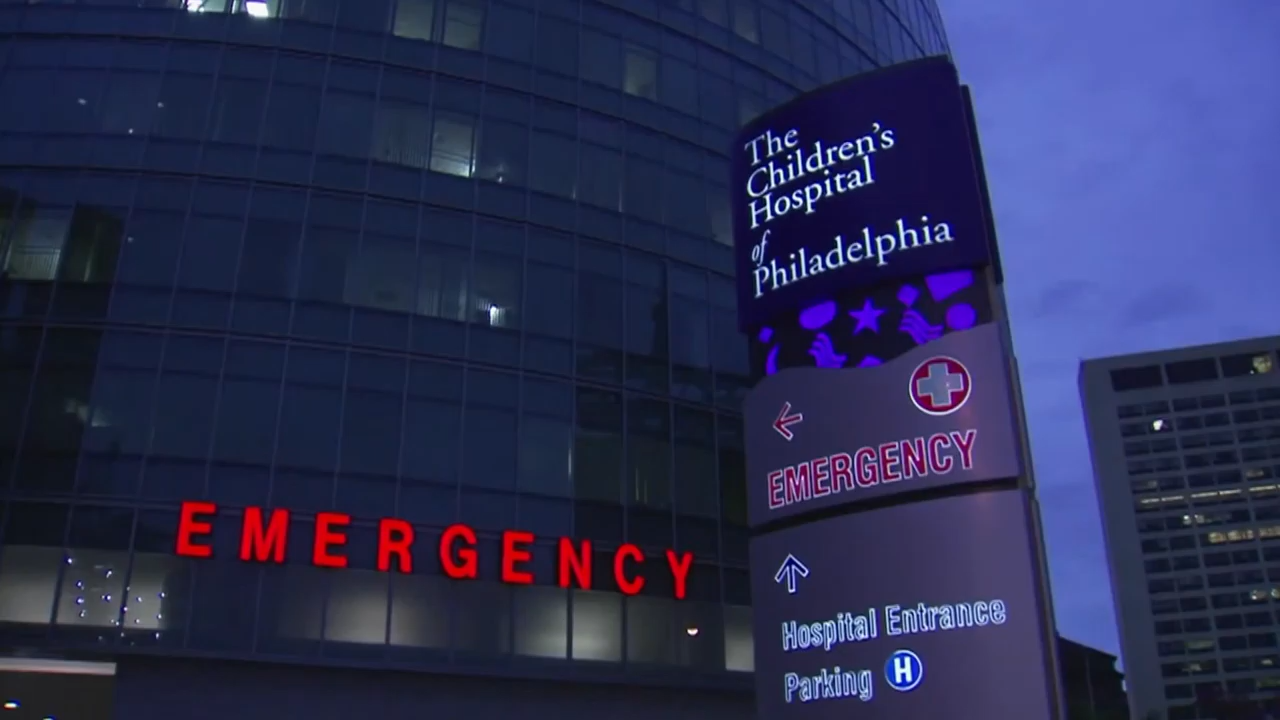 The
Children's
Hospital
of
Philadelphia
EMERGENCY
EMERGENCY
Hospital Entrance
Parking H